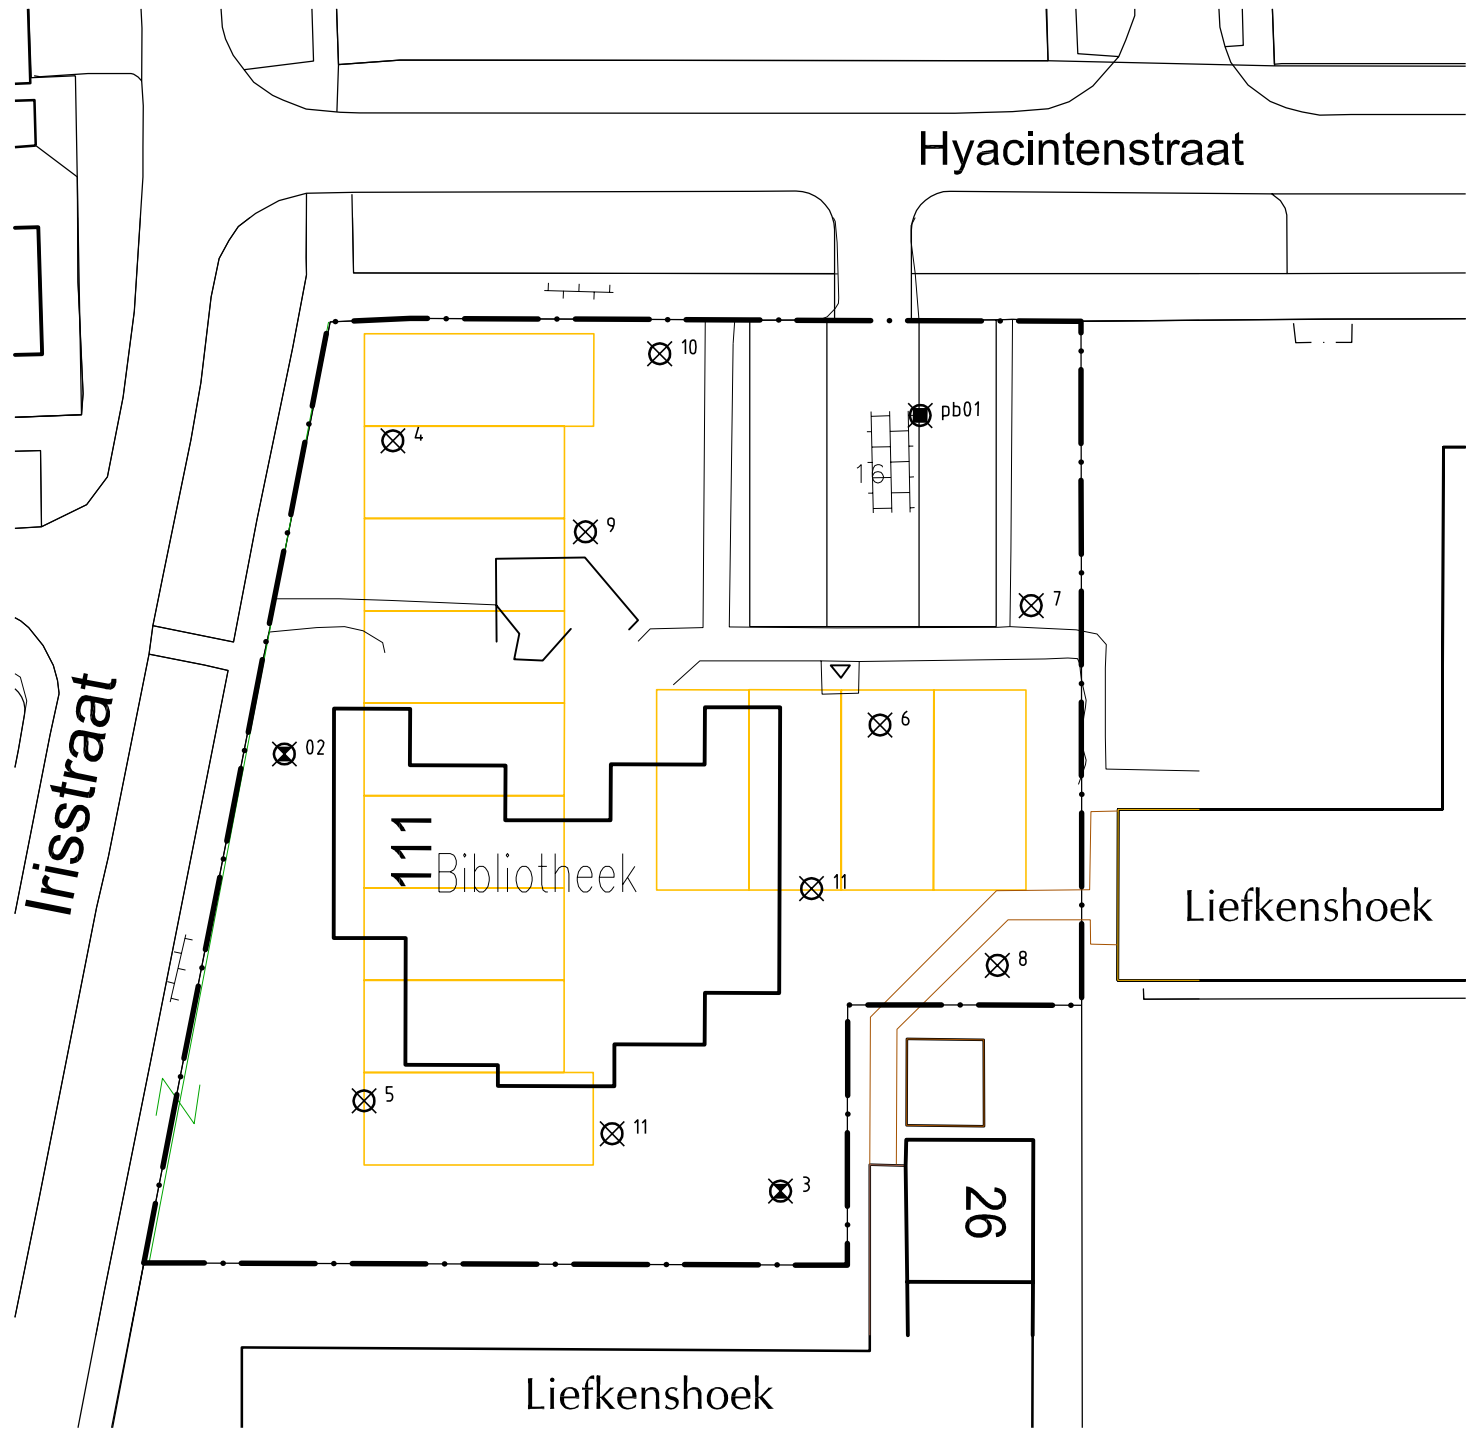 Hyacintenstraat
10
pb01
4
16
9
7
Irisstraat
6
02
111
Bibliotheek
11
Liefkenshoek
8
5
11
3
26
Liefkenshoek